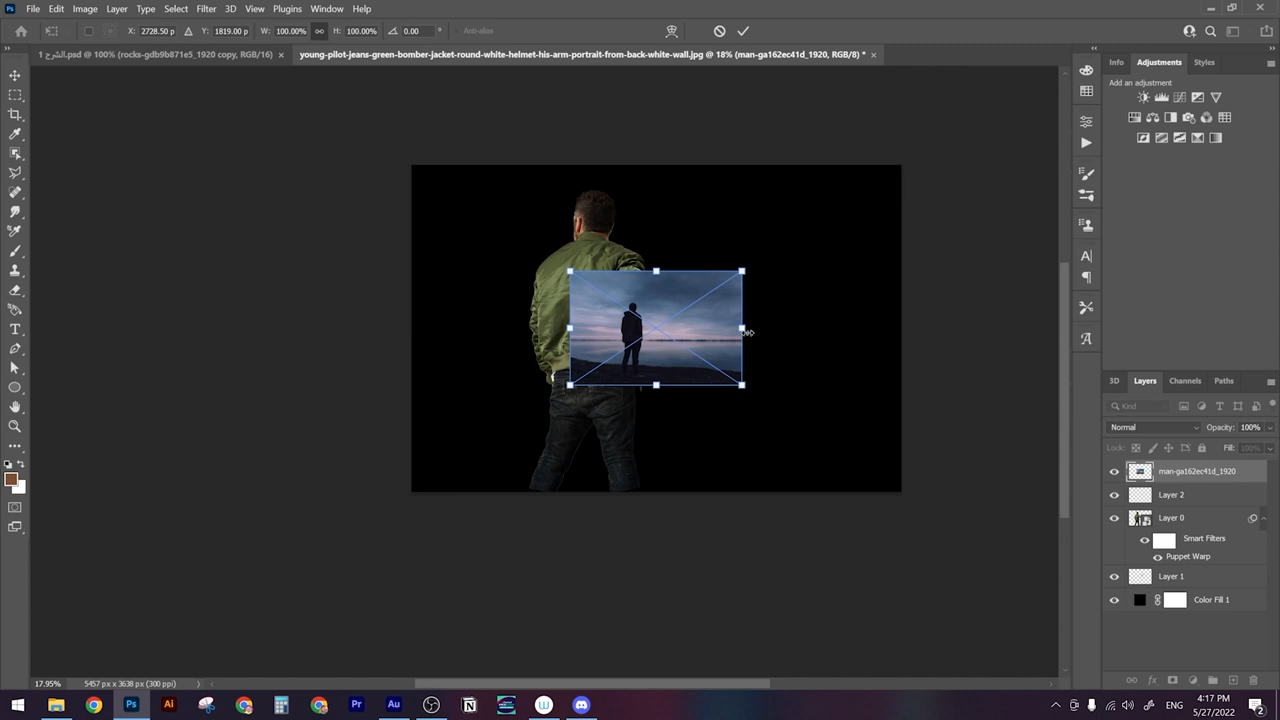 File Edit Image Layer Type Select Filter 3D View Plugins Window Help
X: 2728.50 p Y: 1819.00 p W: 100.00% H: 100.00% 0.00 ° Anti-alias
1 الشرح.psd @ 100% (rocks-gdb9b871e5_1920 copy, RGB/16) ×
young-pilot-jeans-green-bomber-jacket-round-white-helmet-his-arm-portrait-from-back-white-wall.jpg @ 18% (man-ga162ec41d_1920, RGB/8) * ×
Info Adjustments Styles
Add an adjustment
3D Layers Channels Paths
Kind
Normal Opacity: 100%
Lock: Fill: 100%
man-ga162ec41d_1920
Layer 2
Layer 0
Smart Filters
Puppet Warp
Layer 1
Color Fill 1
17.95% 5457 px x 3638 px (300 ppi)
4:17 PM
ENG
5/27/2022
2